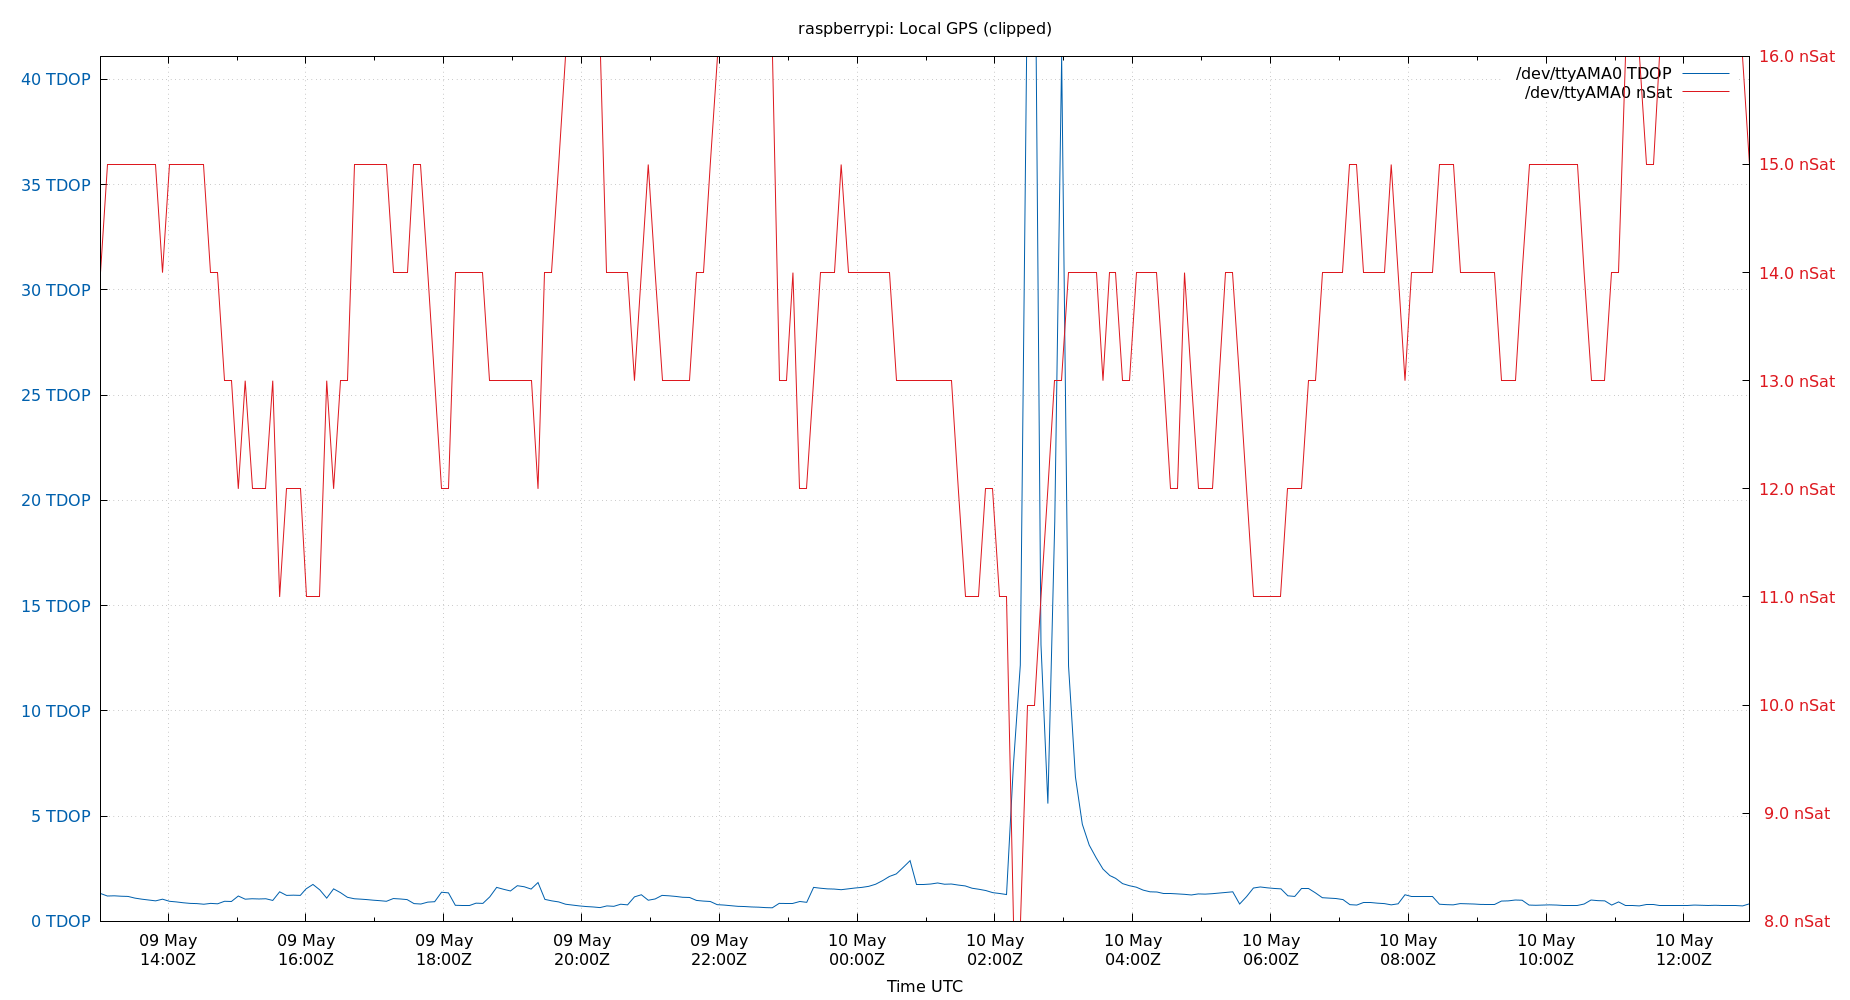 raspberrypi: Local GPS (clipped)
/dev/ttyAMA0 TDOP
/dev/ttyAMA0 nSat
40 TDOP
35 TDOP
30 TDOP
25 TDOP
20 TDOP
15 TDOP
10 TDOP
5 TDOP
0 TDOP
16.0 nSat
15.0 nSat
14.0 nSat
13.0 nSat
12.0 nSat
11.0 nSat
10.0 nSat
9.0 nSat
8.0 nSat
09 May
14:00Z
09 May
16:00Z
09 May
18:00Z
09 May
20:00Z
09 May
22:00Z
10 May
00:00Z
10 May
02:00Z
10 May
04:00Z
10 May
06:00Z
10 May
08:00Z
10 May
10:00Z
10 May
12:00Z
Time UTC